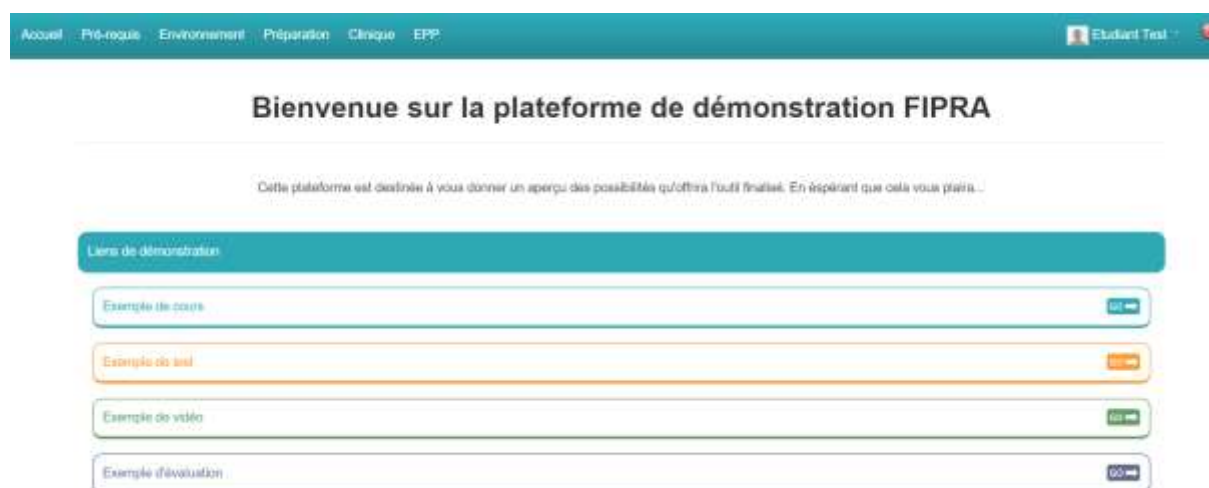 Accueil Pré-requis Environnement Préparation Clinique EPP Etudiant Test
Bienvenue sur la plateforme de démonstration FIPRA
Cette plateforme est destinée à vous donner un aperçu des possibilités qu'offrira l'outil finalisé. En éspérant que cela vous plaira...
Liens de démonstration
Exemple de cours GO
Exemple de test GO
Exemple de vidéo GO
Exemple d'évaluation GO